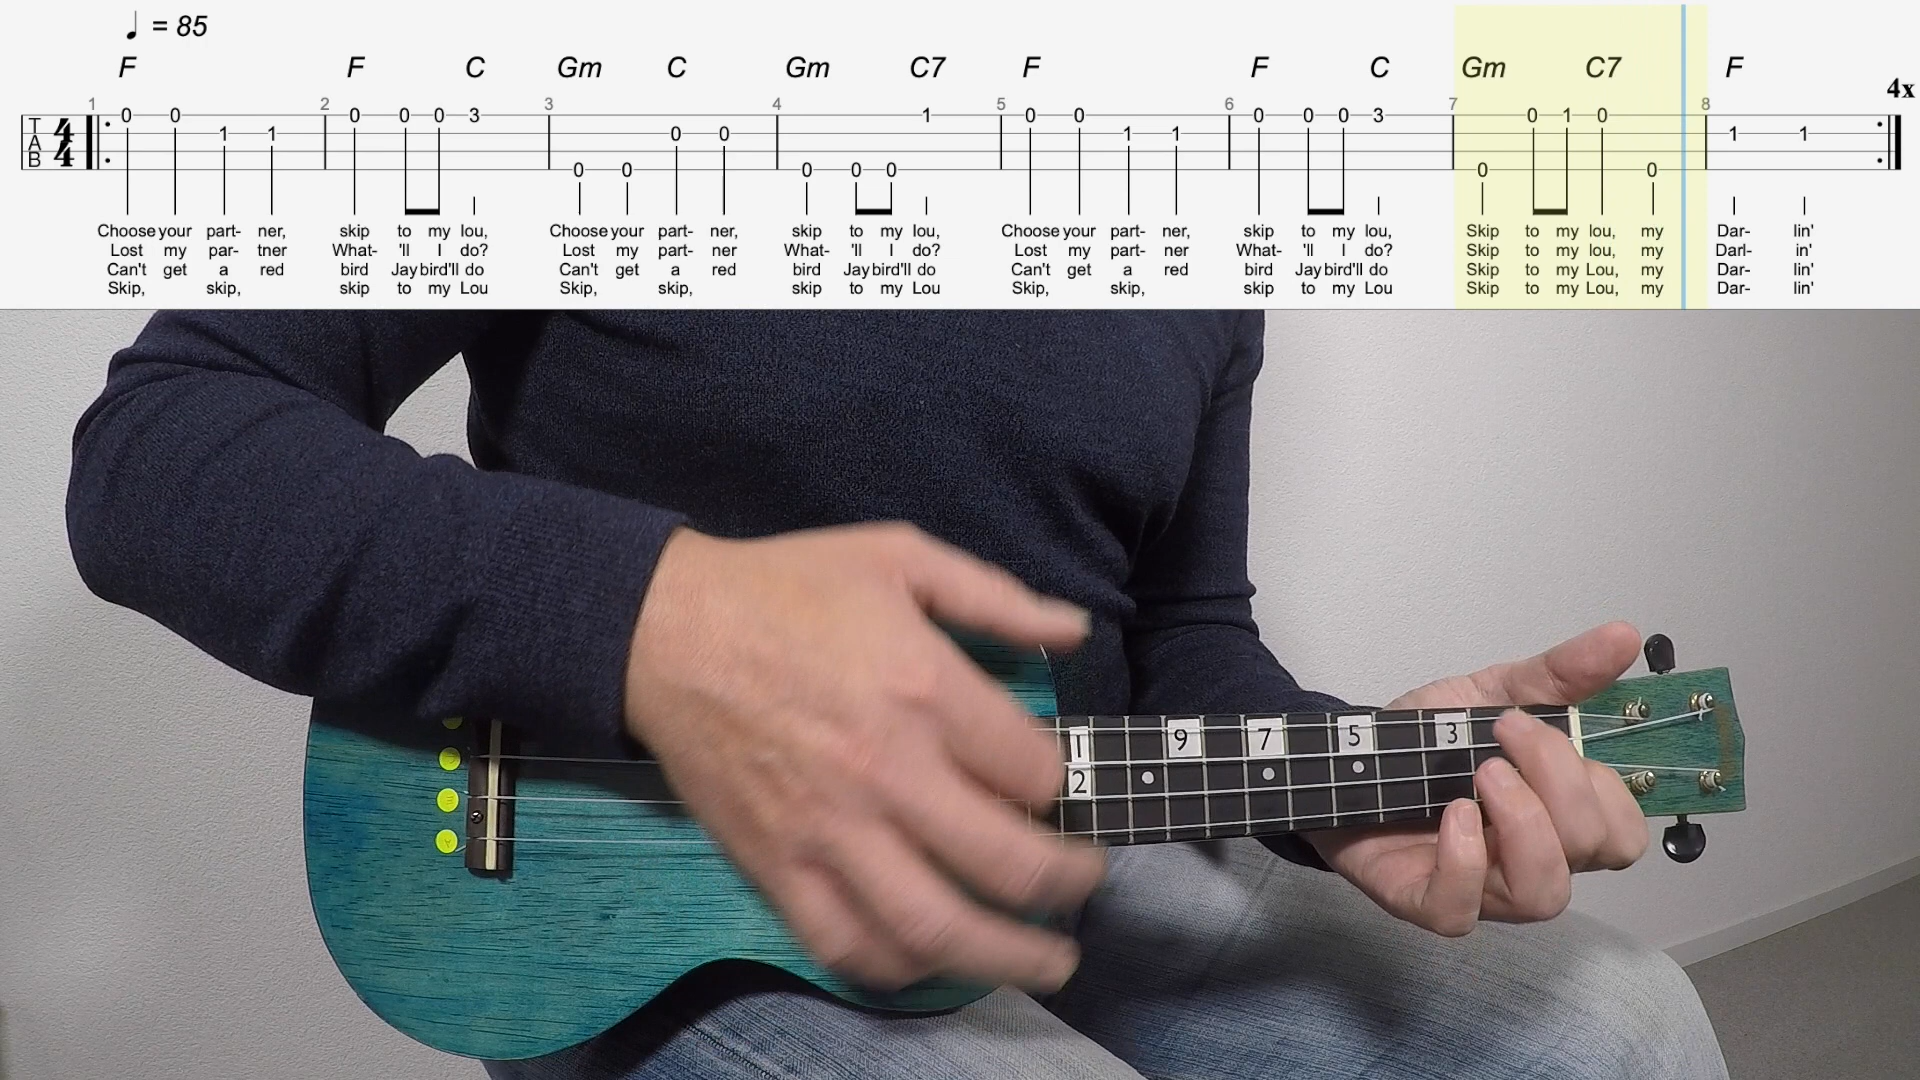 ♩ = 85
F F C Gm C Gm C7 F F C Gm C7 F
1 2 3 4 5 6 7 8 4x
T A B 4 4
0 0 1 1 0 0 0 3 0 0 0 0 0 0 0 1 0 0 1 1 0 0 0 3 0 0 1 0 0 1 1
Choose your part- ner, skip to my lou, Choose your part- ner, skip to my lou, Choose your part- ner, skip to my lou, Skip to my lou, my Dar- lin'
Lost my par- tner What- 'll I do? Lost my part- ner What- 'll I do? Lost my part- ner What- 'll I do? Skip to my lou, my Darl- in'
Can't get a red bird Jay bird'll do Can't get a red bird Jay bird'll do Can't get a red bird Jay bird'll do Skip to my Lou, my Dar- lin'
Skip, skip, skip to my Lou Skip, skip, skip to my Lou Skip, skip, skip to my Lou Skip to my Lou, my Dar- lin'
1 9 7 5 3
2
E
A